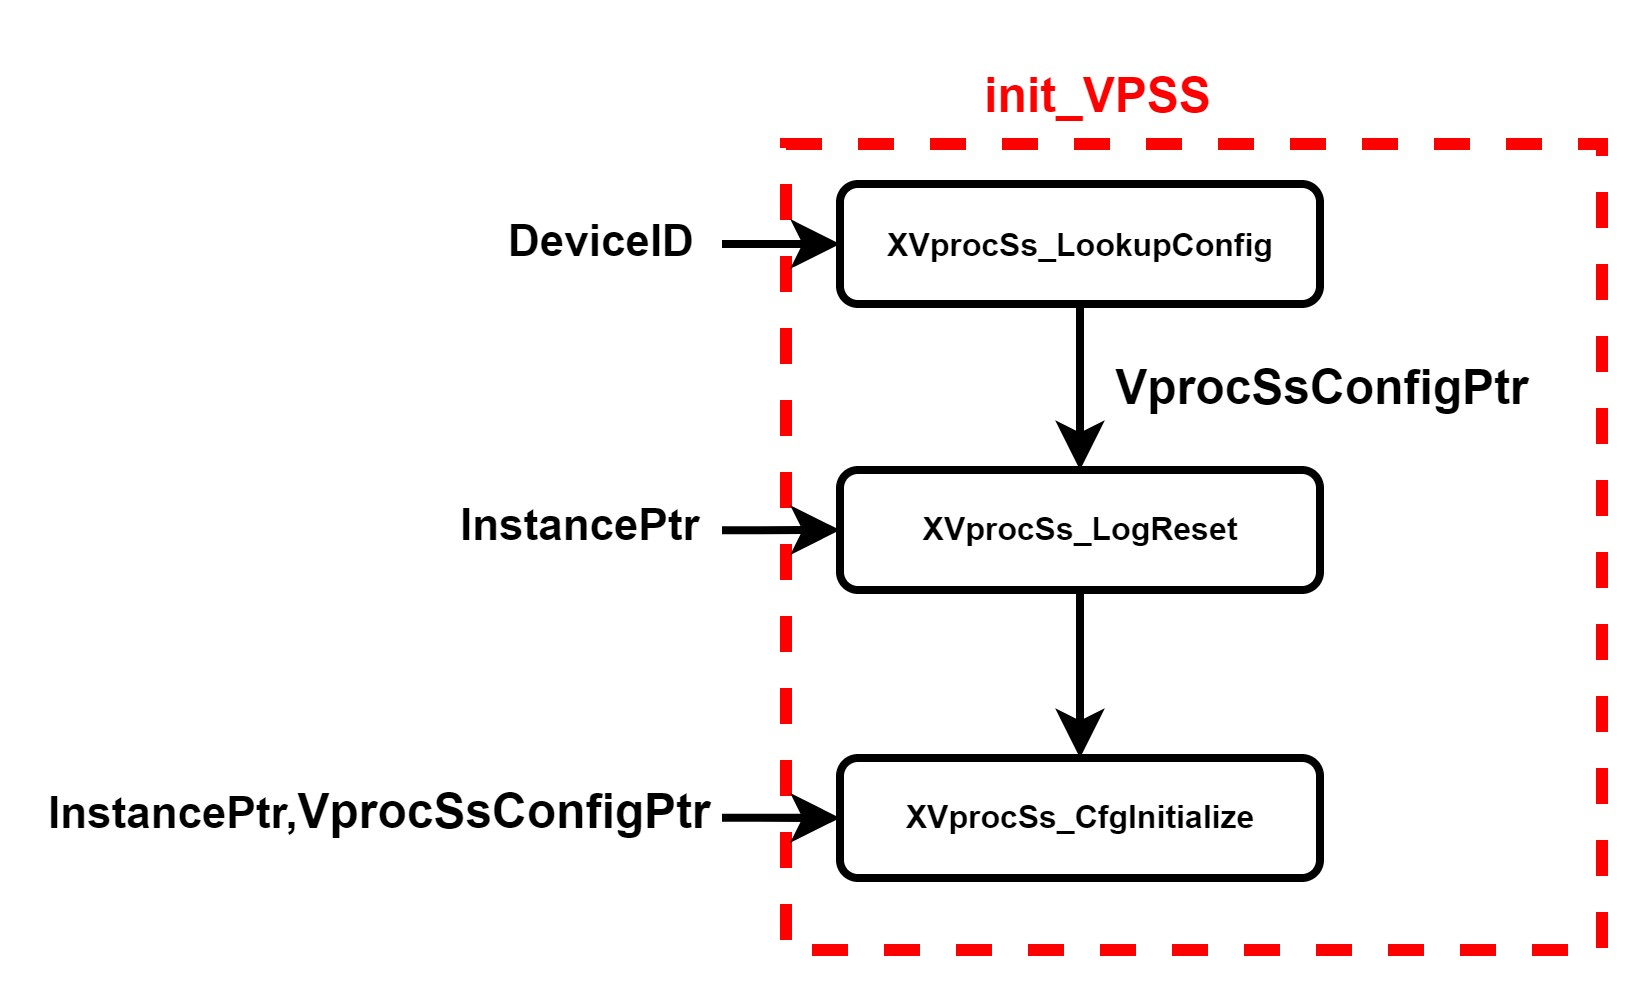 init_VPSS
DeviceID
XVprocSs_LookupConfig
VprocSsConfigPtr
InstancePtr
XVprocSs_LogReset
InstancePtr,VprocSsConfigPtr
XVprocSs_CfgInitialize